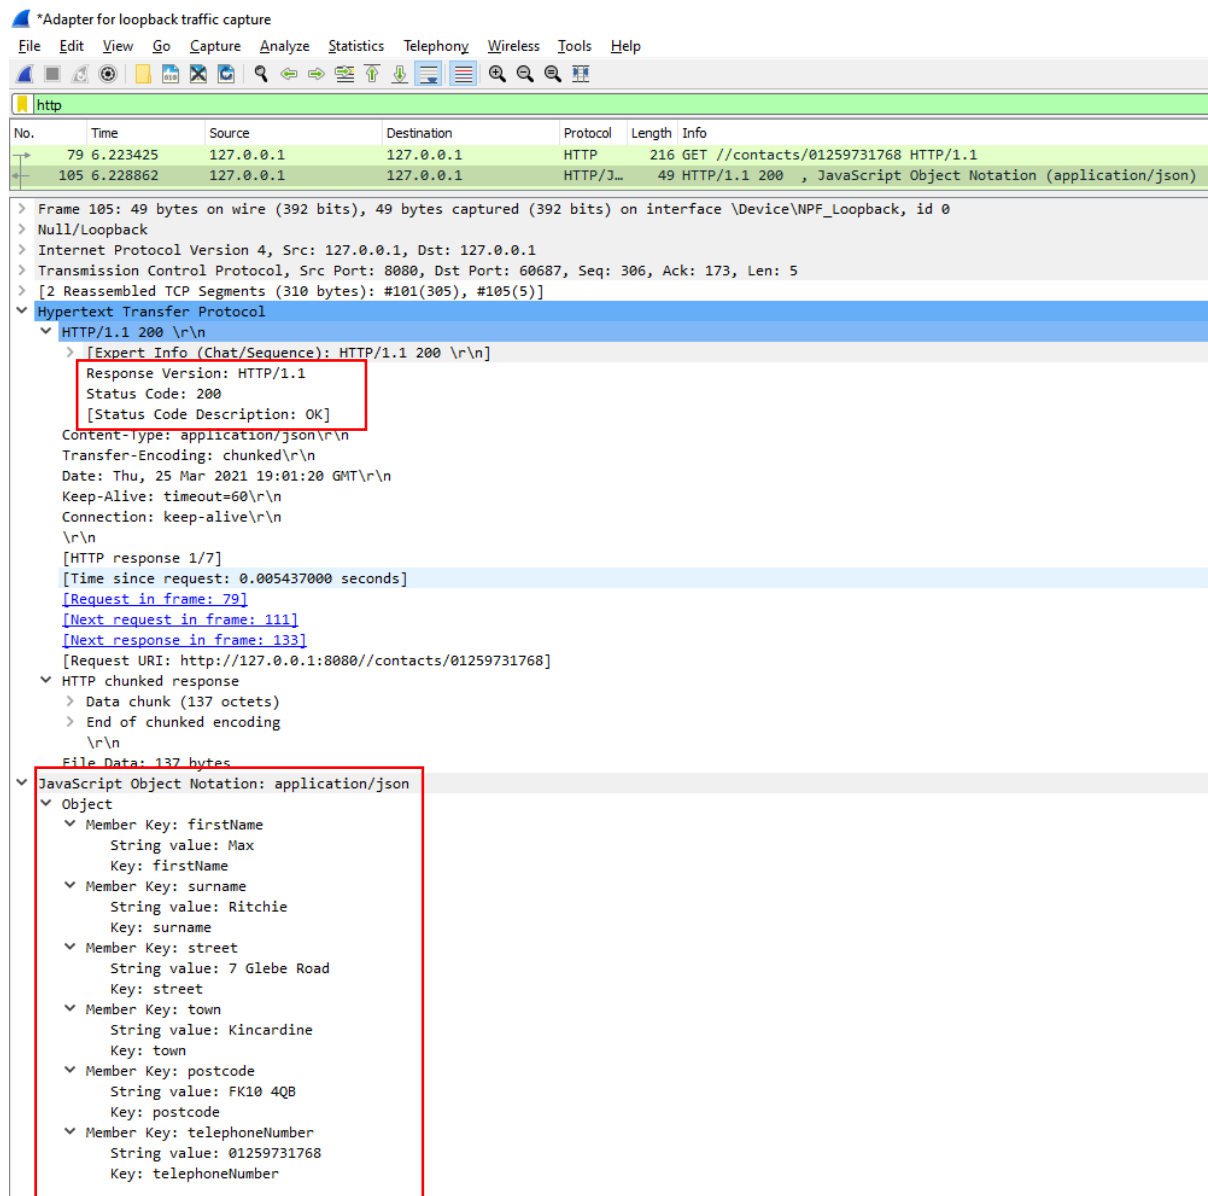 *Adapter for loopback traffic capture
File Edit View Go Capture Analyze Statistics Telephony Wireless Tools Help
http
No. Time Source Destination Protocol Length Info
79 6.223425 127.0.0.1 127.0.0.1 HTTP 216 GET //contacts/01259731768 HTTP/1.1
105 6.228862 127.0.0.1 127.0.0.1 HTTP/J… 49 HTTP/1.1 200 , JavaScript Object Notation (application/json)
Frame 105: 49 bytes on wire (392 bits), 49 bytes captured (392 bits) on interface \Device\NPF_Loopback, id 0
Null/Loopback
Internet Protocol Version 4, Src: 127.0.0.1, Dst: 127.0.0.1
Transmission Control Protocol, Src Port: 8080, Dst Port: 60687, Seq: 306, Ack: 173, Len: 5
[2 Reassembled TCP Segments (310 bytes): #101(305), #105(5)]
Hypertext Transfer Protocol
HTTP/1.1 200 \r\n
[Expert Info (Chat/Sequence): HTTP/1.1 200 \r\n]
Response Version: HTTP/1.1
Status Code: 200
[Status Code Description: OK]
Content-Type: application/json\r\n
Transfer-Encoding: chunked\r\n
Date: Thu, 25 Mar 2021 19:01:20 GMT\r\n
Keep-Alive: timeout=60\r\n
Connection: keep-alive\r\n
\r\n
[HTTP response 1/7]
[Time since request: 0.005437000 seconds]
[Request in frame: 79]
[Next request in frame: 111]
[Next response in frame: 133]
[Request URI: http://127.0.0.1:8080//contacts/01259731768]
HTTP chunked response
Data chunk (137 octets)
End of chunked encoding
\r\n
File Data: 137 bytes
JavaScript Object Notation: application/json
Object
Member Key: firstName
String value: Max
Key: firstName
Member Key: surname
String value: Ritchie
Key: surname
Member Key: street
String value: 7 Glebe Road
Key: street
Member Key: town
String value: Kincardine
Key: town
Member Key: postcode
String value: FK10 4QB
Key: postcode
Member Key: telephoneNumber
String value: 01259731768
Key: telephoneNumber